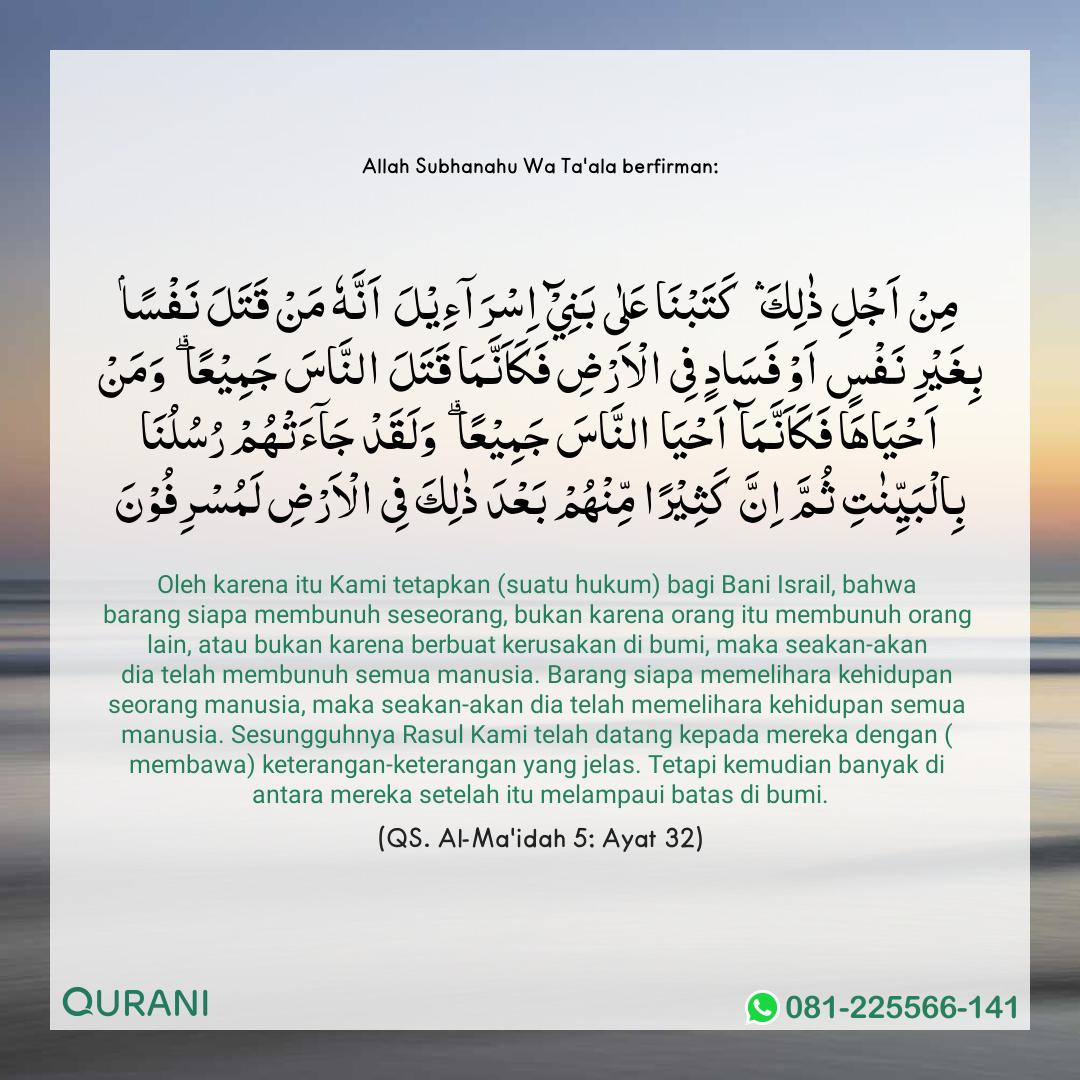 Allah Subhanahu Wa Ta'ala berfirman:
مِنْ اَجْلِ ذٰلِكَ ۛ كَتَبْنَا عَلٰى بَنِيْٓ اِسْرَآءِيْلَ اَنَّهٗ مَنْ قَتَلَ نَفْسًاۢ
بِغَيْرِ نَفْسٍ اَوْ فَسَادٍ فِى الْاَرْضِ فَكَاَنَّمَا قَتَلَ النَّاسَ جَمِيْعًا ۗ وَمَنْ
اَحْيَاهَا فَكَاَنَّمَآ اَحْيَا النَّاسَ جَمِيْعًا ۗ وَلَقَدْ جَآءَتْهُمْ رُسُلُنَا
بِالْبَيِّنٰتِ ثُمَّ اِنَّ كَثِيْرًا مِّنْهُمْ بَعْدَ ذٰلِكَ فِى الْاَرْضِ لَمُسْرِفُوْنَ
Oleh karena itu Kami tetapkan (suatu hukum) bagi Bani Israil, bahwa
barang siapa membunuh seseorang, bukan karena orang itu membunuh orang
lain, atau bukan karena berbuat kerusakan di bumi, maka seakan-akan
dia telah membunuh semua manusia. Barang siapa memelihara kehidupan
seorang manusia, maka seakan-akan dia telah memelihara kehidupan semua
manusia. Sesungguhnya Rasul Kami telah datang kepada mereka dengan (
membawa) keterangan-keterangan yang jelas. Tetapi kemudian banyak di
antara mereka setelah itu melampaui batas di bumi.
(QS. Al-Ma'idah 5: Ayat 32)
QURANI
081-225566-141